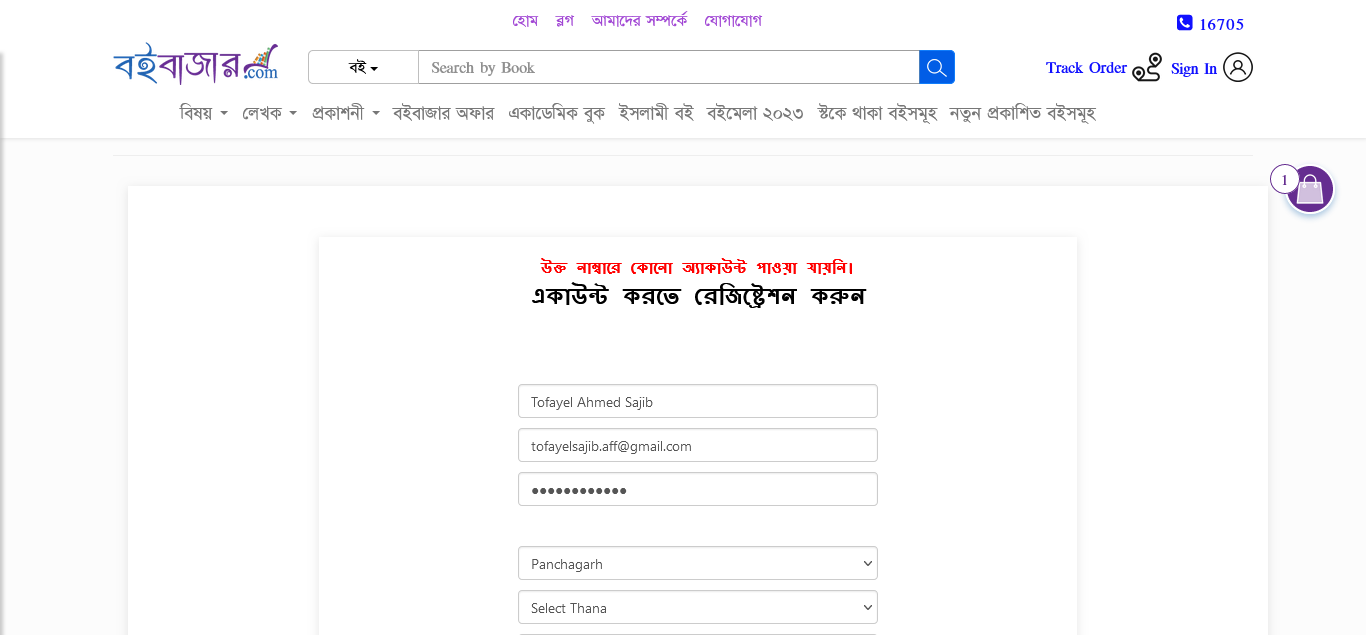 হোম ব্লগ আমাদের সম্পর্কে যোগাযোগ
16705
বইবাজার.com
বই Search by Book
Track Order Sign In
বিষয় লেখক প্রকাশনী বইবাজার অফার একাডেমিক বুক ইসলামী বই বইমেলা ২০২৩ স্টকে থাকা বইসমূহ নতুন প্রকাশিত বইসমূহ
1
উক্ত নাম্বারে কোনো অ্যাকাউন্ট পাওয়া যায়নি।
একাউন্ট করতে রেজিষ্ট্রেশন করুন
Tofayel Ahmed Sajib
tofayelsajib.aff@gmail.com
●●●●●●●●●●●●
Panchagarh
Select Thana